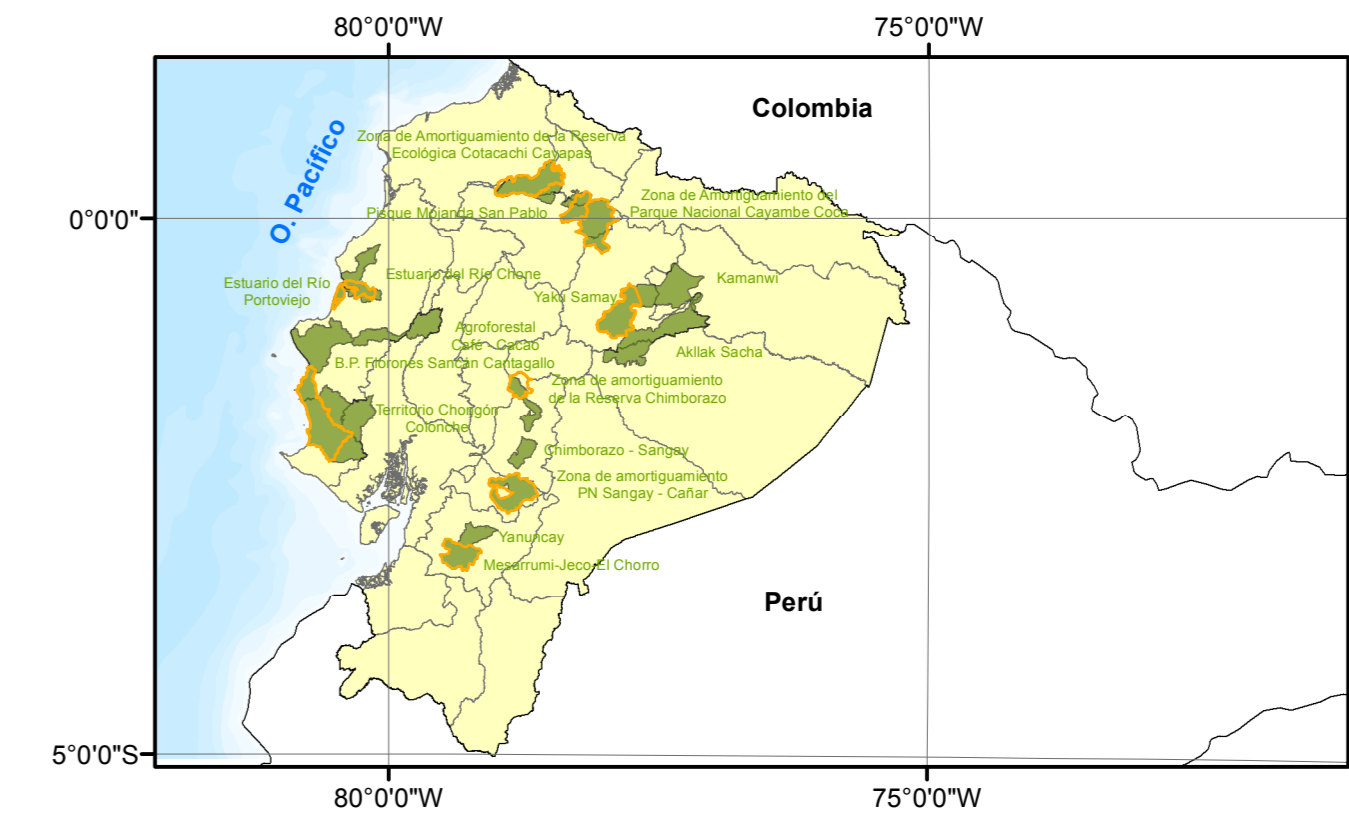 80°0'0"W
75°0'0"W
Colombia
O. Pacífico
Zona de Amortiguamiento de la Reserva
Ecológica Cotacachi Cayapas
Zona de Amortiguamiento del
Parque Nacional Cayambe Coca
Pisque Mojanda San Pablo
0°0'0"
Estuario del Río Chone
Estuario del Río
Portoviejo
Kamanwi
Yaku Samay
Agroforestal
Café - Cacao
Akllak Sacha
B.P. Florones Sancán Cantagallo
Zona de amortiguamiento
de la Reserva Chimborazo
Territorio Chongón
Colonche
Chimborazo - Sangay
Zona de amortiguamiento
PN Sangay - Cañar
Yanuncay
Mesarrumi-Jeco-El Chorro
Perú
5°0'0"S
80°0'0"W
75°0'0"W